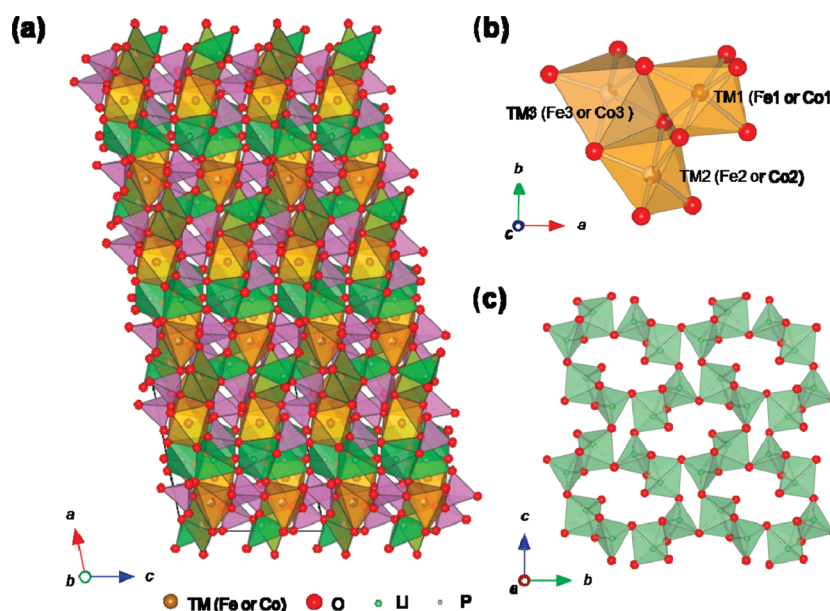 (a)
(b)
TM1 (Fe1 or Co1)
TM3 (Fe3 or Co3 )
TM2 (Fe2 or Co2)
b
c
a
(c)
a
b
c
c
a
b
TM (Fe or Co) O Li P